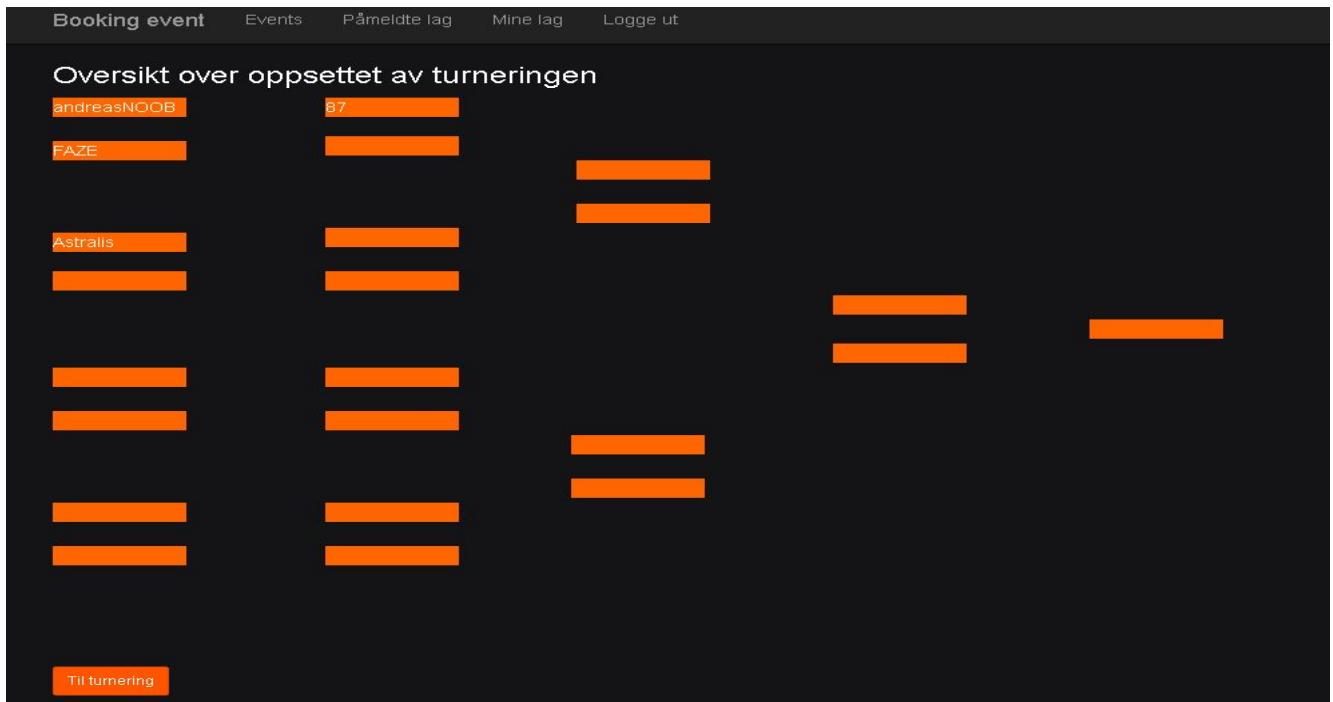 Booking event Events Påmeldte lag Mine lag Logge ut
Oversikt over oppsettet av turneringen
andreasNOOB 87
FAZE
Astralis
Til turnering